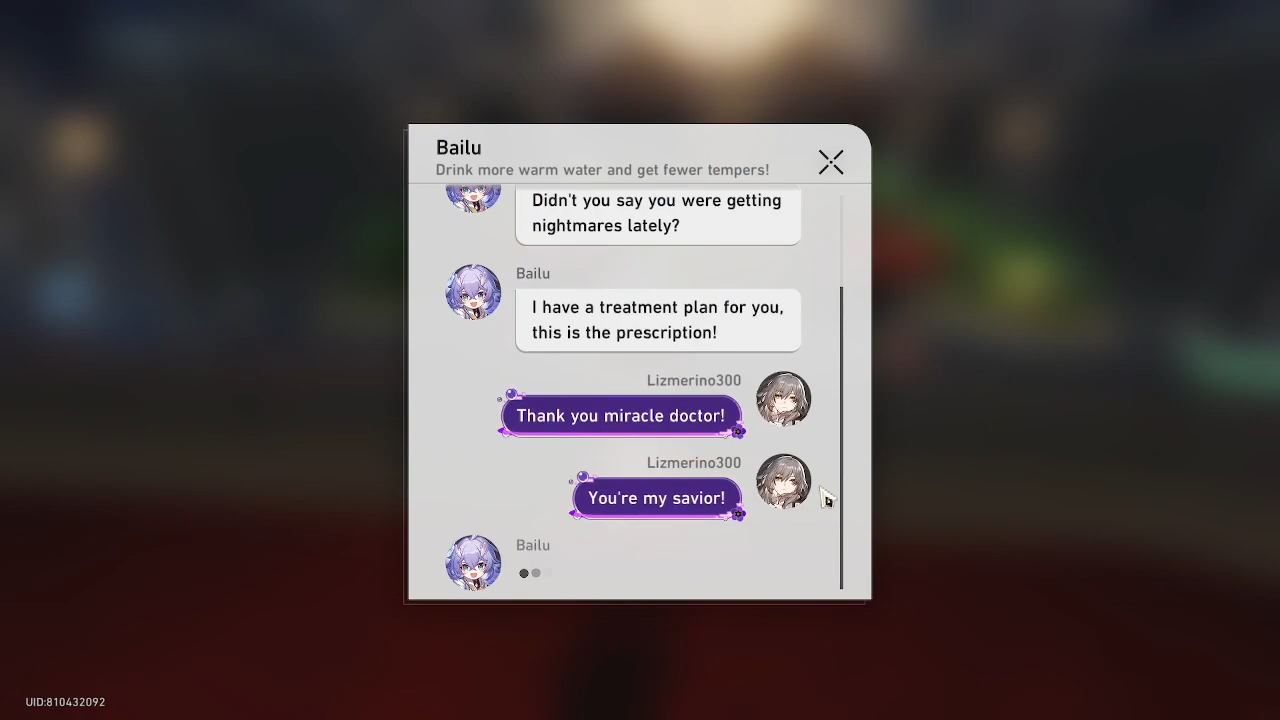 Bailu
Drink more warm water and get fewer tempers!
Didn't you say you were getting
nightmares lately?
Bailu
I have a treatment plan for you,
this is the prescription!
Lizmerino300
Thank you miracle doctor!
Lizmerino300
You're my savior!
Bailu
UID:810432092